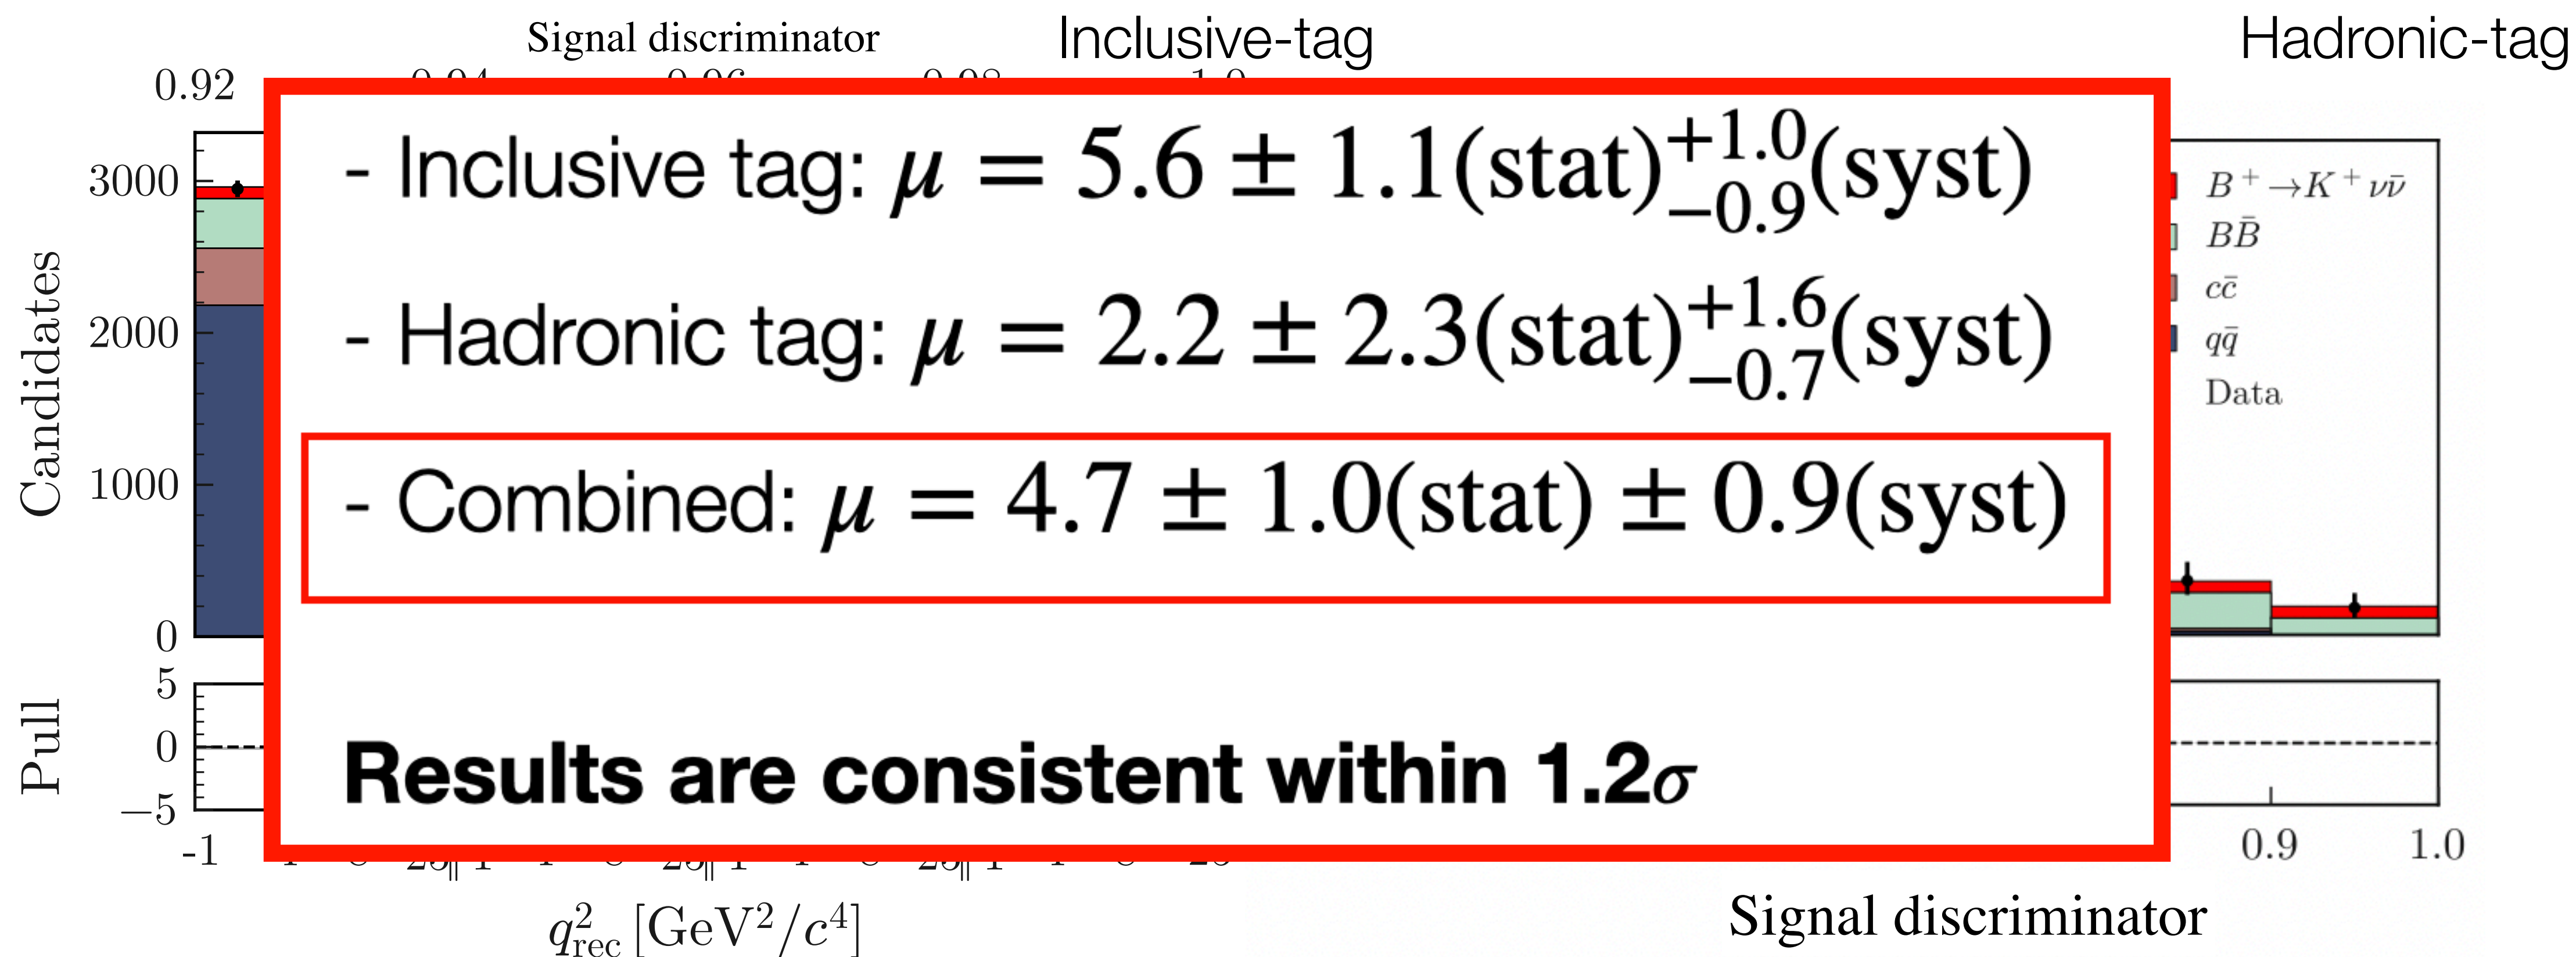 Signal discriminator
Inclusive-tag
Hadronic-tag
0.92
- Inclusive tag: μ = 5.6 ± 1.1(stat)+1.0−0.9(syst)
- Hadronic tag: μ = 2.2 ± 2.3(stat)+1.6−0.7(syst)
- Combined: μ = 4.7 ± 1.0(stat) ± 0.9(syst)
Results are consistent within 1.2σ
Candidates
3000
2000
1000
0
Pull
5
0
−5
-1
q²rec [GeV²/c⁴]
B⁺→K⁺νν̄
BB̄
cc̄
qq̄
Data
0.9
1.0
Signal discriminator